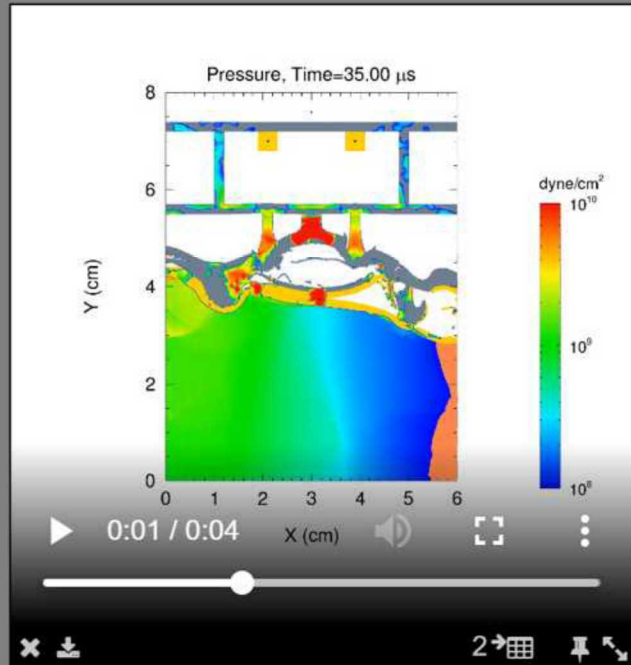 Pressure, Time=35.00 μs
8
6
4
2
0
Y (cm)
0 1 2 3 4 5 6
X (cm)
dyne/cm²
10¹⁰
10⁹
10⁸
0:01 / 0:04
2